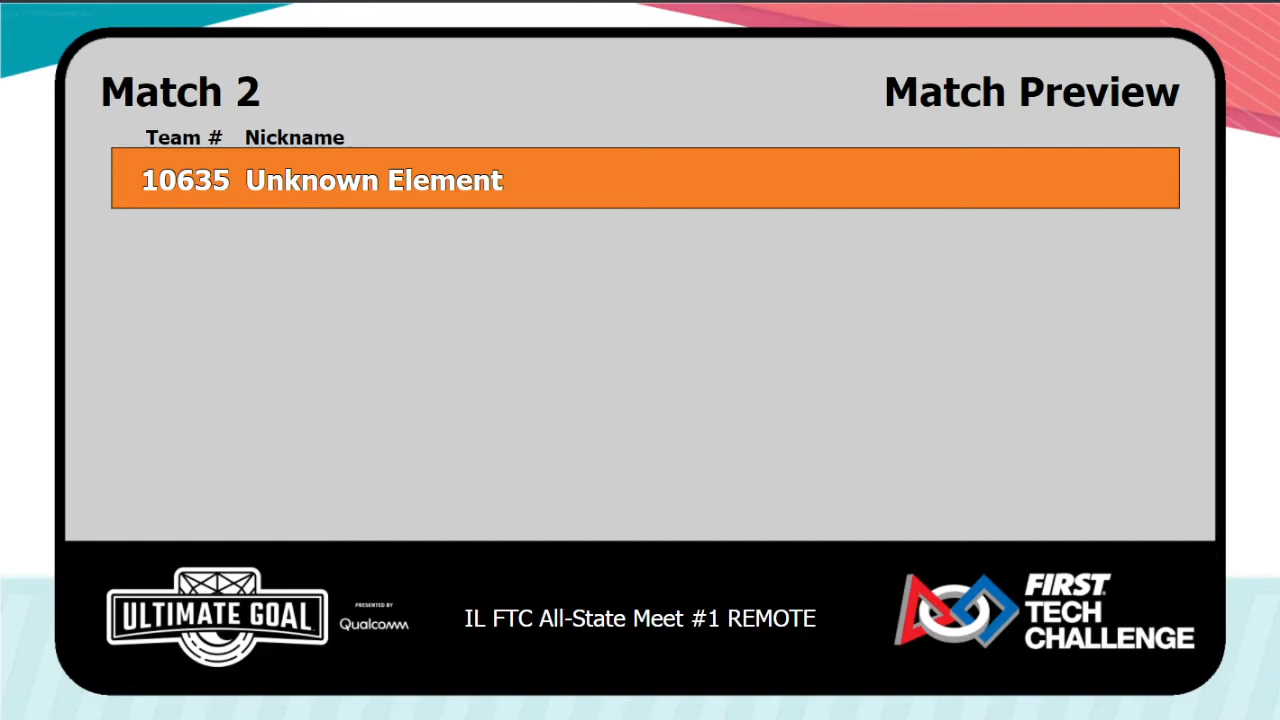 Match 2
Match Preview
Team # Nickname
10635 Unknown Element
ULTIMATE GOAL
PRESENTED BY
Qualcomm
IL FTC All-State Meet #1 REMOTE
FIRST
TECH
CHALLENGE